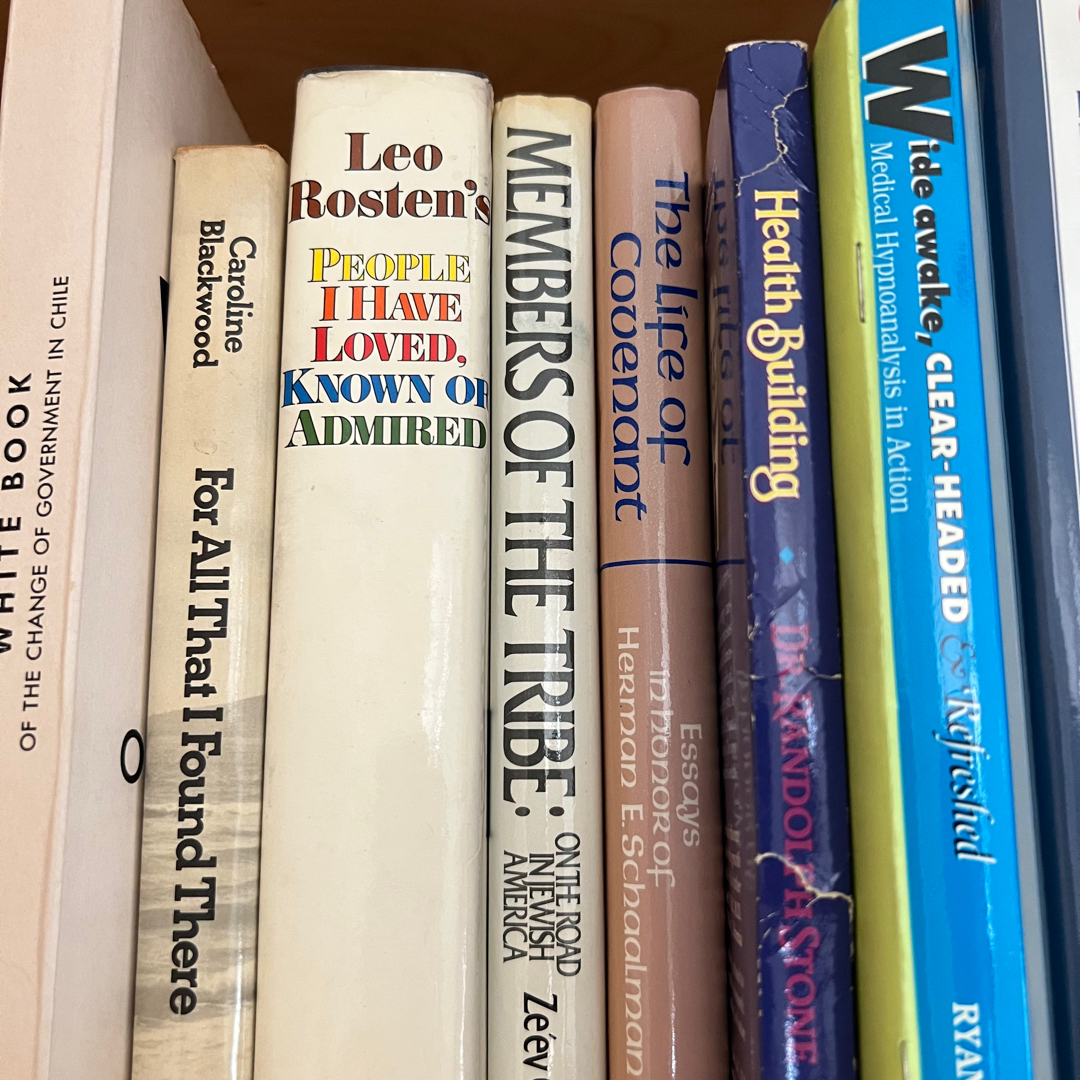 WHITE BOOK
OF THE CHANGE OF GOVERNMENT IN CHILE
Caroline
Blackwood
For All That I Found There
Leo
Rosten's
PEOPLE
I HAVE
LOVED,
KNOWN OR
ADMIRED
MEMBERS OF THE TRIBE:
ON THE ROAD
IN JEWISH
AMERICA
Zeév
The Life of
Covenant
Essays
in honor of
Herman E. Schaalman
Health Building
DR. RANDOLPH STONE
Wide awake, CLEAR-HEADED & Refreshed
Medical Hypnoanalysis in Action
RYAN